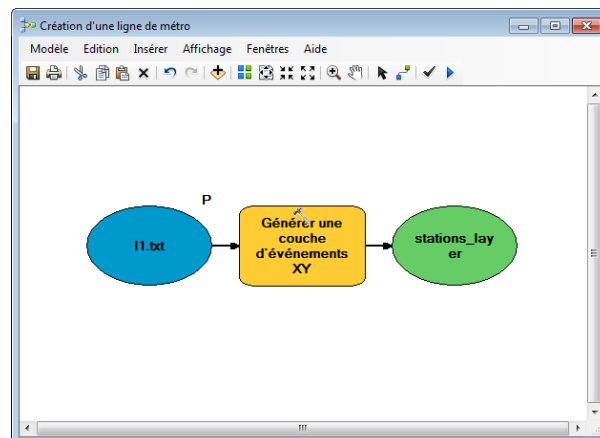 Création d'une ligne de métro
Modèle Edition Insérer Affichage Fenêtres Aide
P
l1.txt
Générer une
couche
d'événements
XY
stations_lay
er